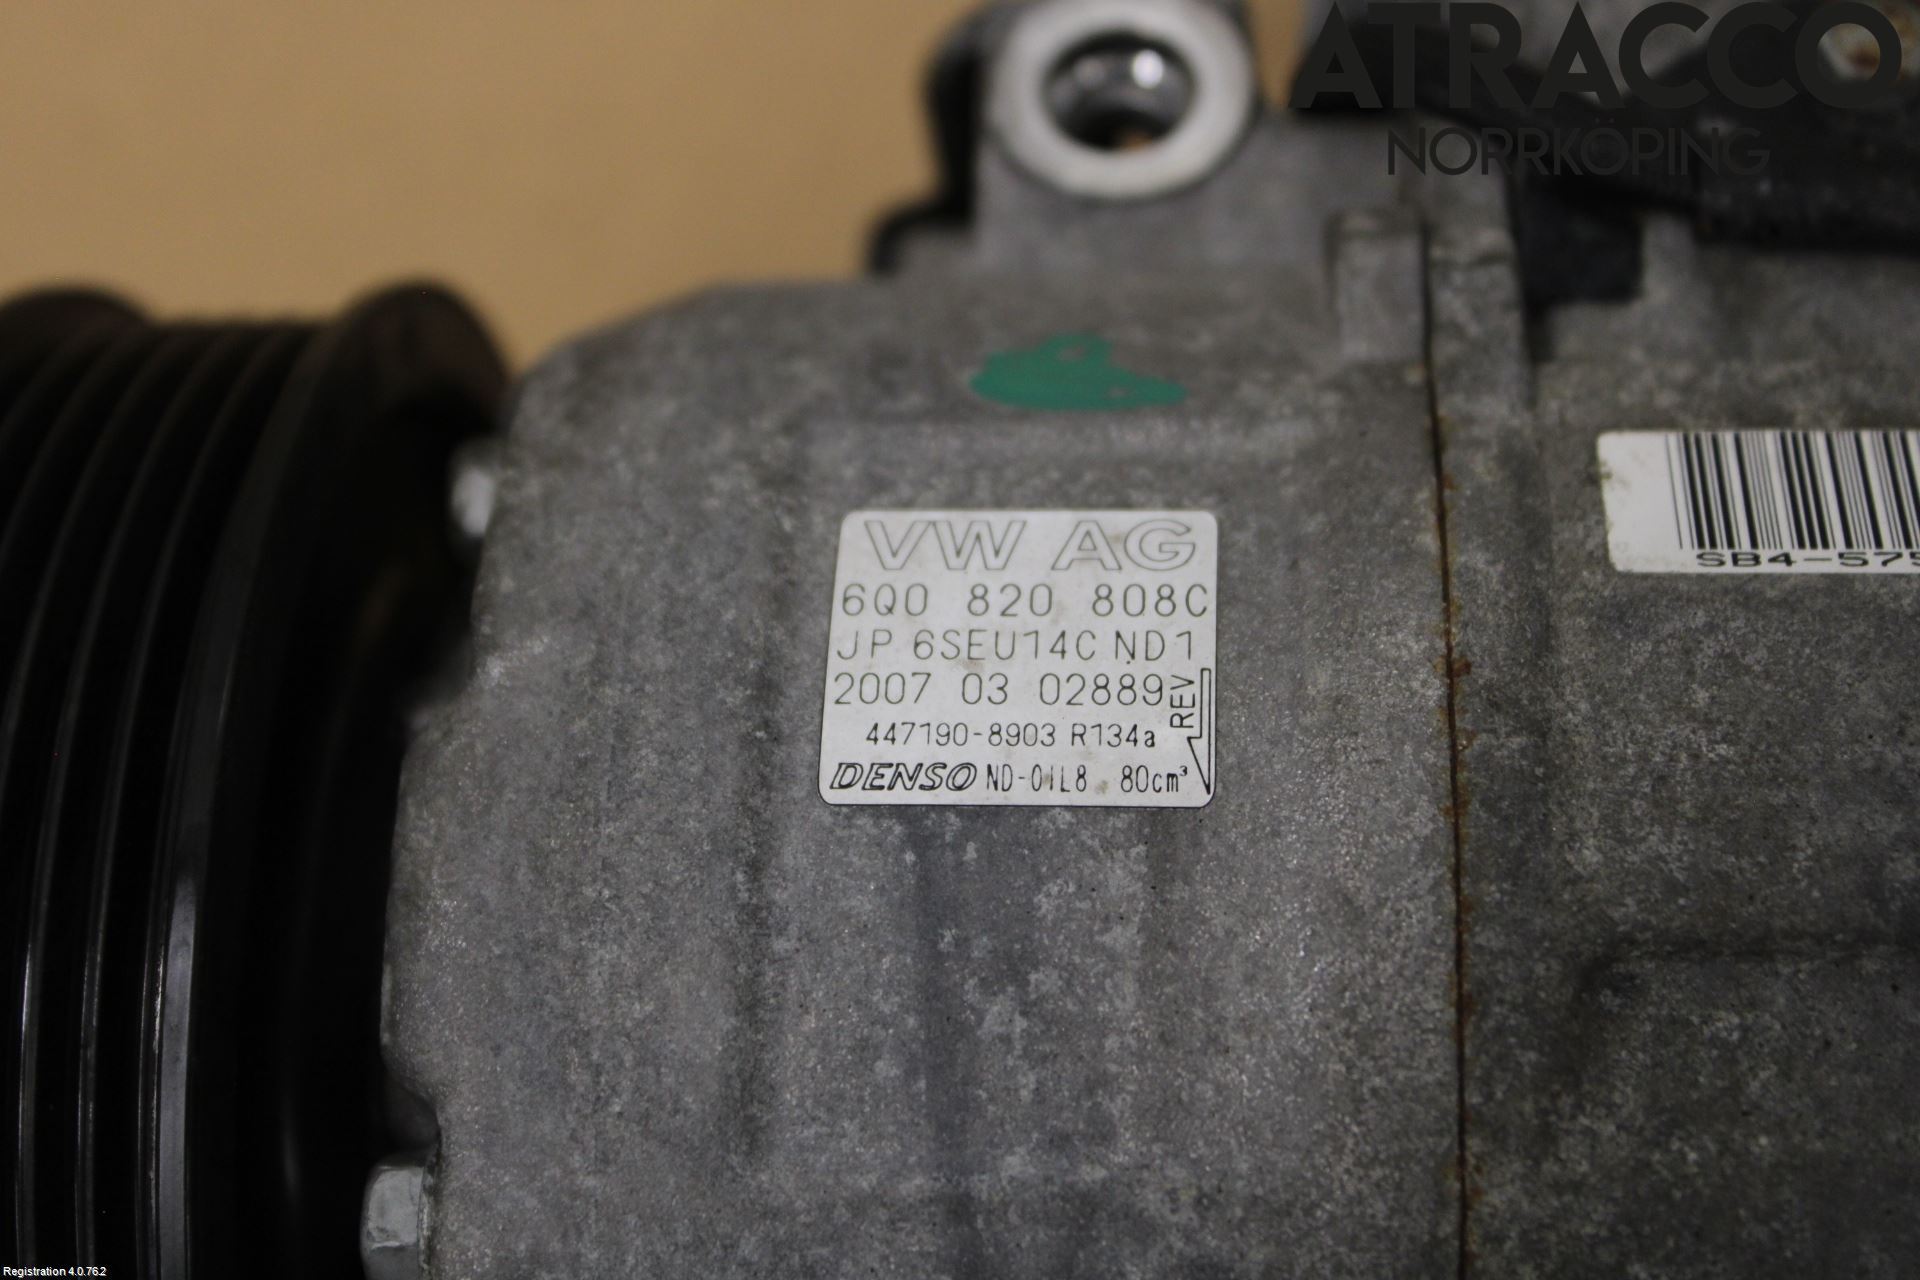 ATRACCO
NORRKÖPING
SB4-575
VW AG
6Q0 820 808C
JP 6SEU14C ND1
2007 03 02889
REV
447190-8903 R134a
DENSO ND-OIL8 80cm³
Registration 4.0.76.2